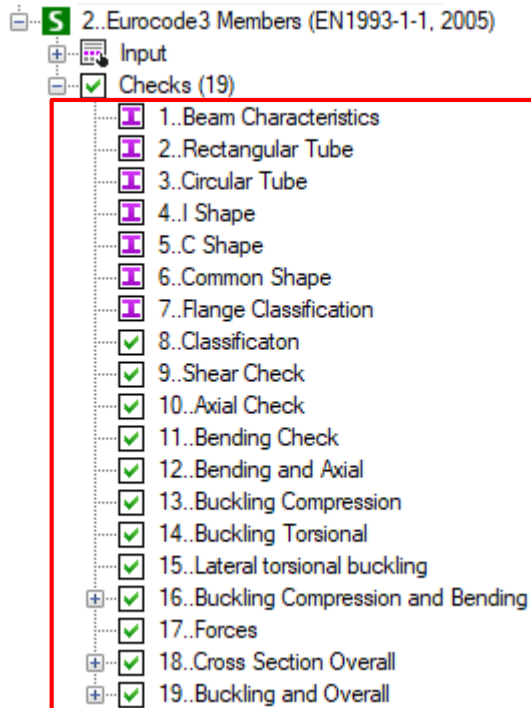 S 2..Eurocode3 Members (EN1993-1-1, 2005)
Input
Checks (19)
1..Beam Characteristics
2..Rectangular Tube
3..Circular Tube
4..I Shape
5..C Shape
6..Common Shape
7..Flange Classification
8..Classificaton
9..Shear Check
10..Axial Check
11..Bending Check
12..Bending and Axial
13..Buckling Compression
14..Buckling Torsional
15..Lateral torsional buckling
16..Buckling Compression and Bending
17..Forces
18..Cross Section Overall
19..Buckling and Overall